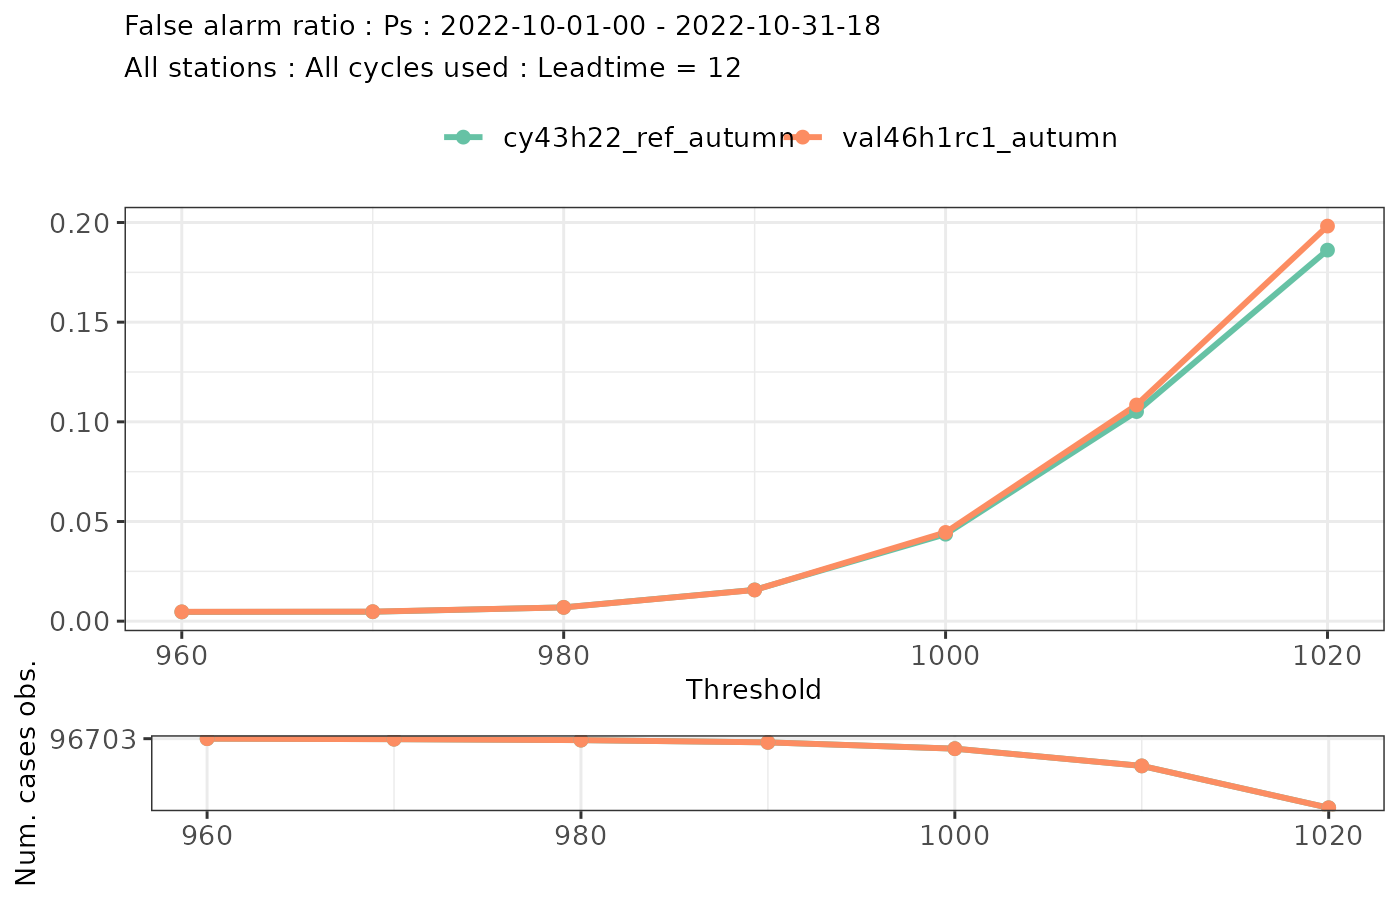 False alarm ratio : Ps : 2022-10-01-00 - 2022-10-31-18
All stations : All cycles used : Leadtime = 12
cy43h22_ref_autumn val46h1rc1_autumn
0.20
0.15
0.10
0.05
0.00
960 980 1000 1020
Threshold
Num. cases obs.
96703
960 980 1000 1020